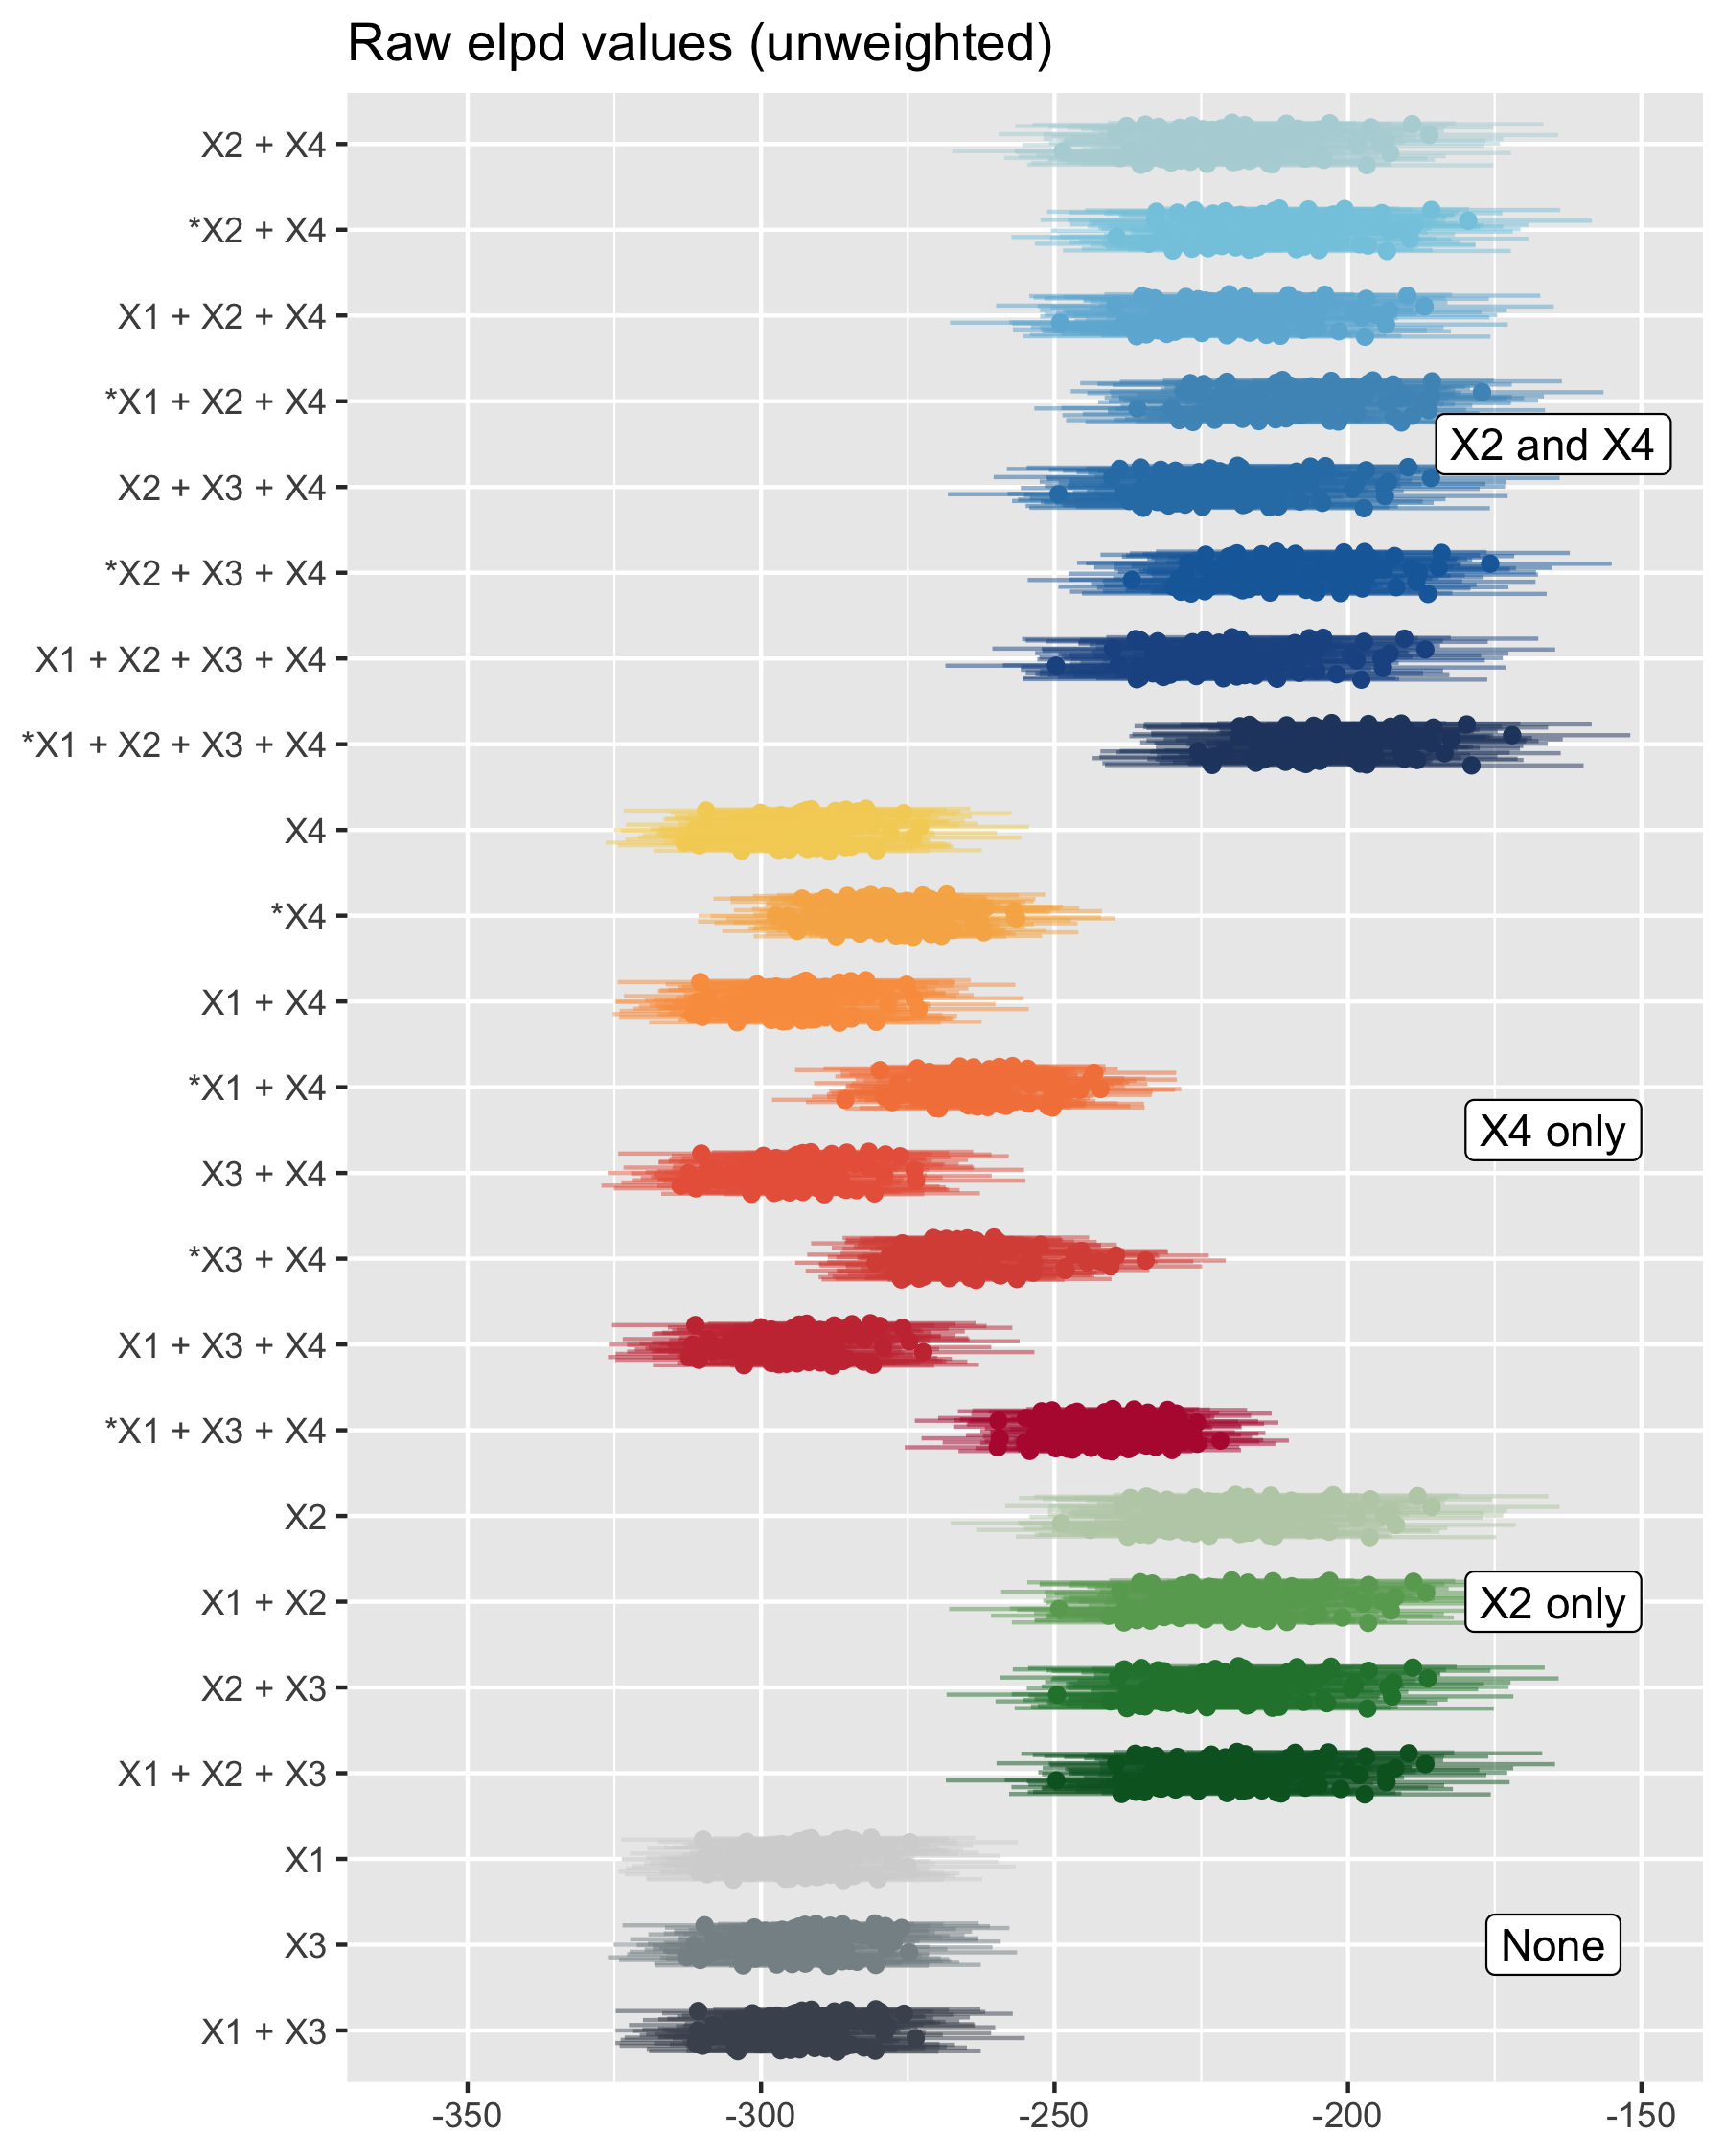 Raw elpd values (unweighted)
X2 + X4
*X2 + X4
X1 + X2 + X4
*X1 + X2 + X4
X2 and X4
X2 + X3 + X4
*X2 + X3 + X4
X1 + X2 + X3 + X4
*X1 + X2 + X3 + X4
X4
*X4
X1 + X4
*X1 + X4
X4 only
X3 + X4
*X3 + X4
X1 + X3 + X4
*X1 + X3 + X4
X2
X1 + X2
X2 only
X2 + X3
X1 + X2 + X3
X1
X3
None
X1 + X3
-350 -300 -250 -200 -150